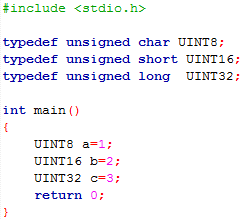 #include <stdio.h>
typedef unsigned char UINT8;
typedef unsigned short UINT16;
typedef unsigned long  UINT32;
int main()
{
    UINT8 a=1;
    UINT16 b=2;
    UINT32 c=3;
    return 0;
}